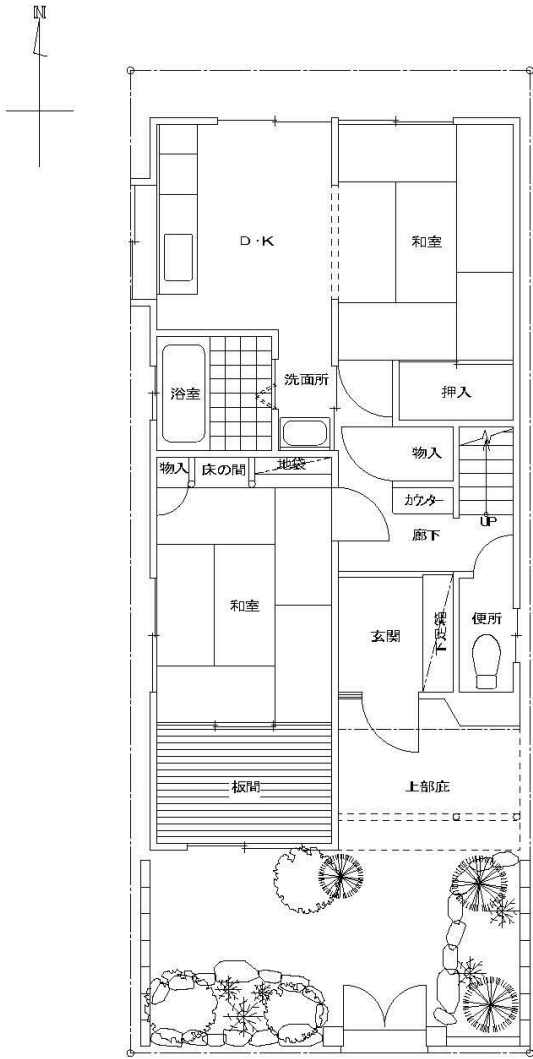 N
D・K
和室
浴室
洗面所
押入
物入
床の間
地袋
物入
カウンター
UP
廊下
和室
玄関
下足箱
便所
板間
上部庇